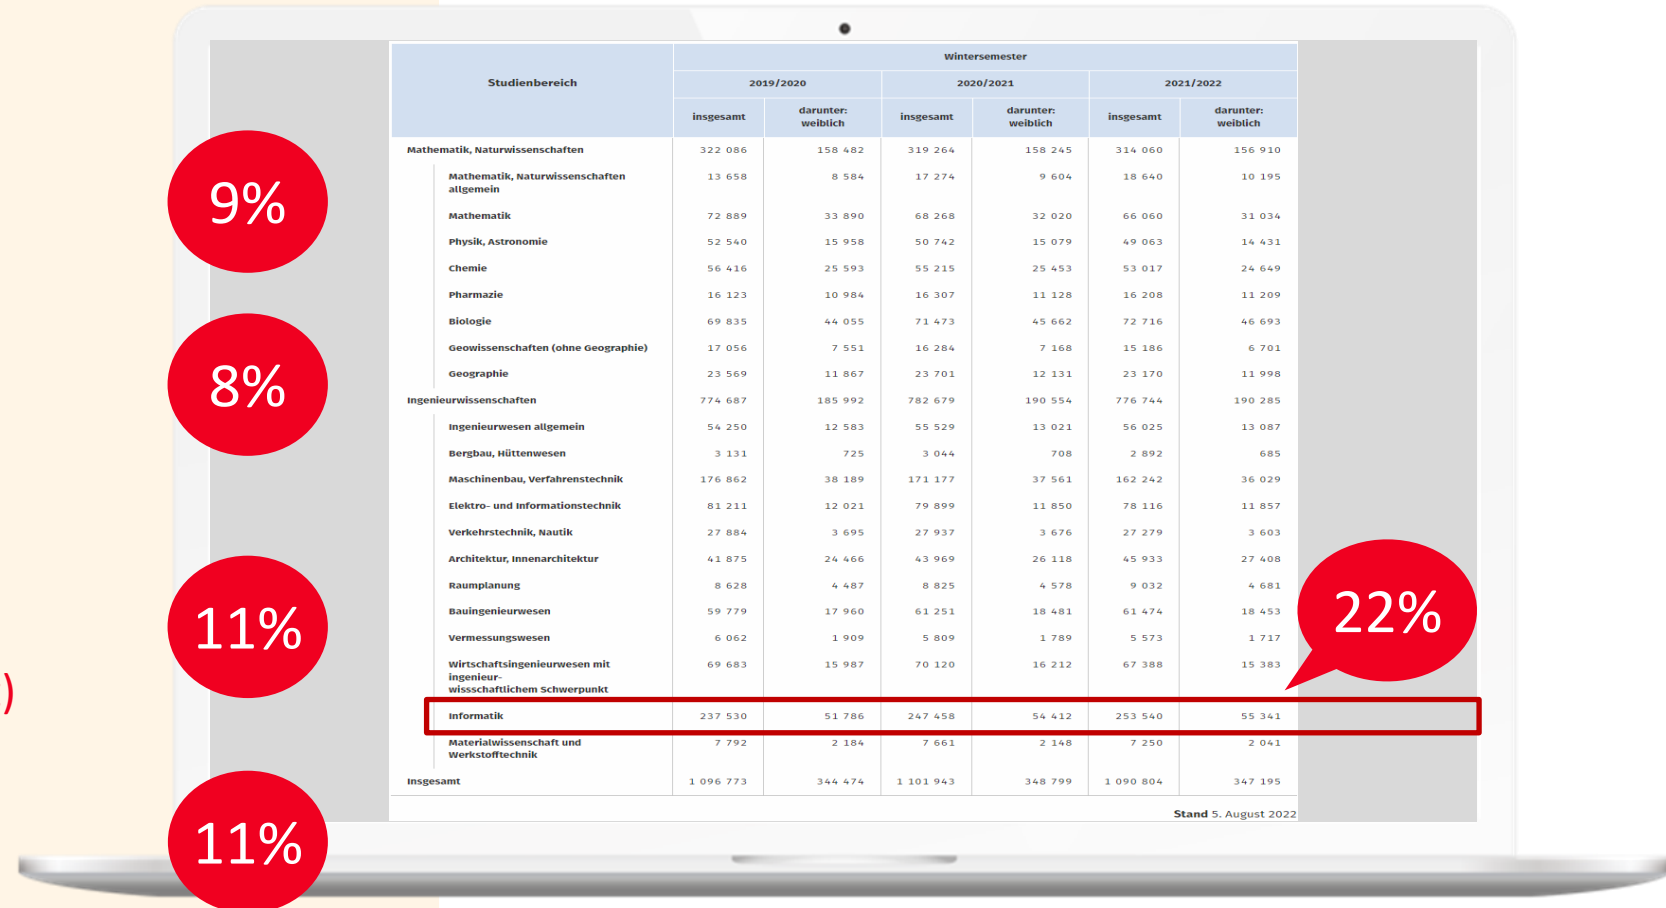 Studienbereich
Wintersemester
2019/2020 2020/2021 2021/2022
insgesamt darunter: weiblich insgesamt darunter: weiblich insgesamt darunter: weiblich
Mathematik, Naturwissenschaften 322 086 158 482 319 264 158 245 314 060 156 910
Mathematik, Naturwissenschaften 13 658 8 584 17 274 9 604 18 640 10 195
allgemein
9%
Mathematik 72 889 33 890 68 268 32 020 66 060 31 034
Physik, Astronomie 52 540 15 958 50 742 15 079 49 063 14 431
Chemie 56 416 25 593 55 215 25 453 53 017 24 649
Pharmazie 16 123 10 984 16 307 11 128 16 208 11 209
Biologie 69 835 44 055 71 473 45 662 72 716 46 693
Geowissenschaften (ohne Geographie) 17 056 7 551 16 284 7 168 15 186 6 701
Geographie 23 569 11 867 23 701 12 131 23 170 11 998
8%
Ingenieurwissenschaften 774 687 185 992 782 679 190 554 776 744 190 285
Ingenieurwesen allgemein 54 250 12 583 55 529 13 021 56 025 13 087
Bergbau, Hüttenwesen 3 131 725 3 044 708 2 892 685
Maschinenbau, Verfahrenstechnik 176 862 38 189 171 177 37 561 162 242 36 029
Elektro- und Informationstechnik 81 211 12 021 79 899 11 850 78 116 11 857
Verkehrstechnik, Nautik 27 884 3 695 27 937 3 676 27 279 3 603
Architektur, Innenarchitektur 41 875 24 466 43 969 26 118 45 933 27 408
Raumplanung 8 628 4 487 8 825 4 578 9 032 4 681
Bauingenieurwesen 59 779 17 960 61 251 18 481 61 474 18 453
22%
11%
Vermessungswesen 6 062 1 909 5 809 1 789 5 573 1 717
Wirtschaftsingenieurwesen mit 69 683 15 987 70 120 16 212 67 388 15 383
ingenieur-
wissschaftlichem Schwerpunkt
)
Informatik 237 530 51 786 247 458 54 412 253 540 55 341
Materialwissenschaft und 7 792 2 184 7 661 2 148 7 250 2 041
Werkstofftechnik
Insgesamt 1 096 773 344 474 1 101 943 348 799 1 090 804 347 195
Stand 5. August 2022
11%